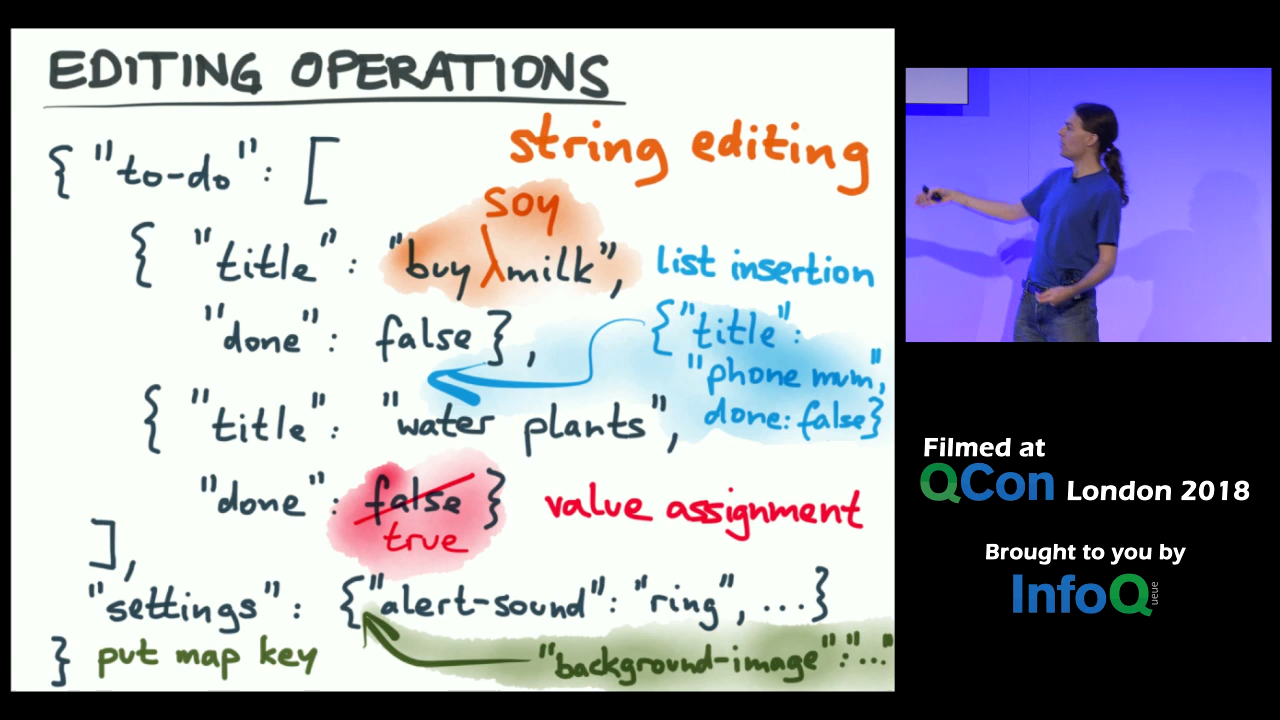 EDITING OPERATIONS
{ "to-do": [
string editing
soy
{ "title": "buy milk",
list insertion
"done": false },
{"title":
"phone mum",
done: false}
{ "title": "water plants",
"done": false }
true
value assignment
],
"settings": {"alert-sound": "ring", ...}
} put map key
"background-image":"..."
Filmed at
QCon London 2018
Brought to you by
InfoQ
ueue